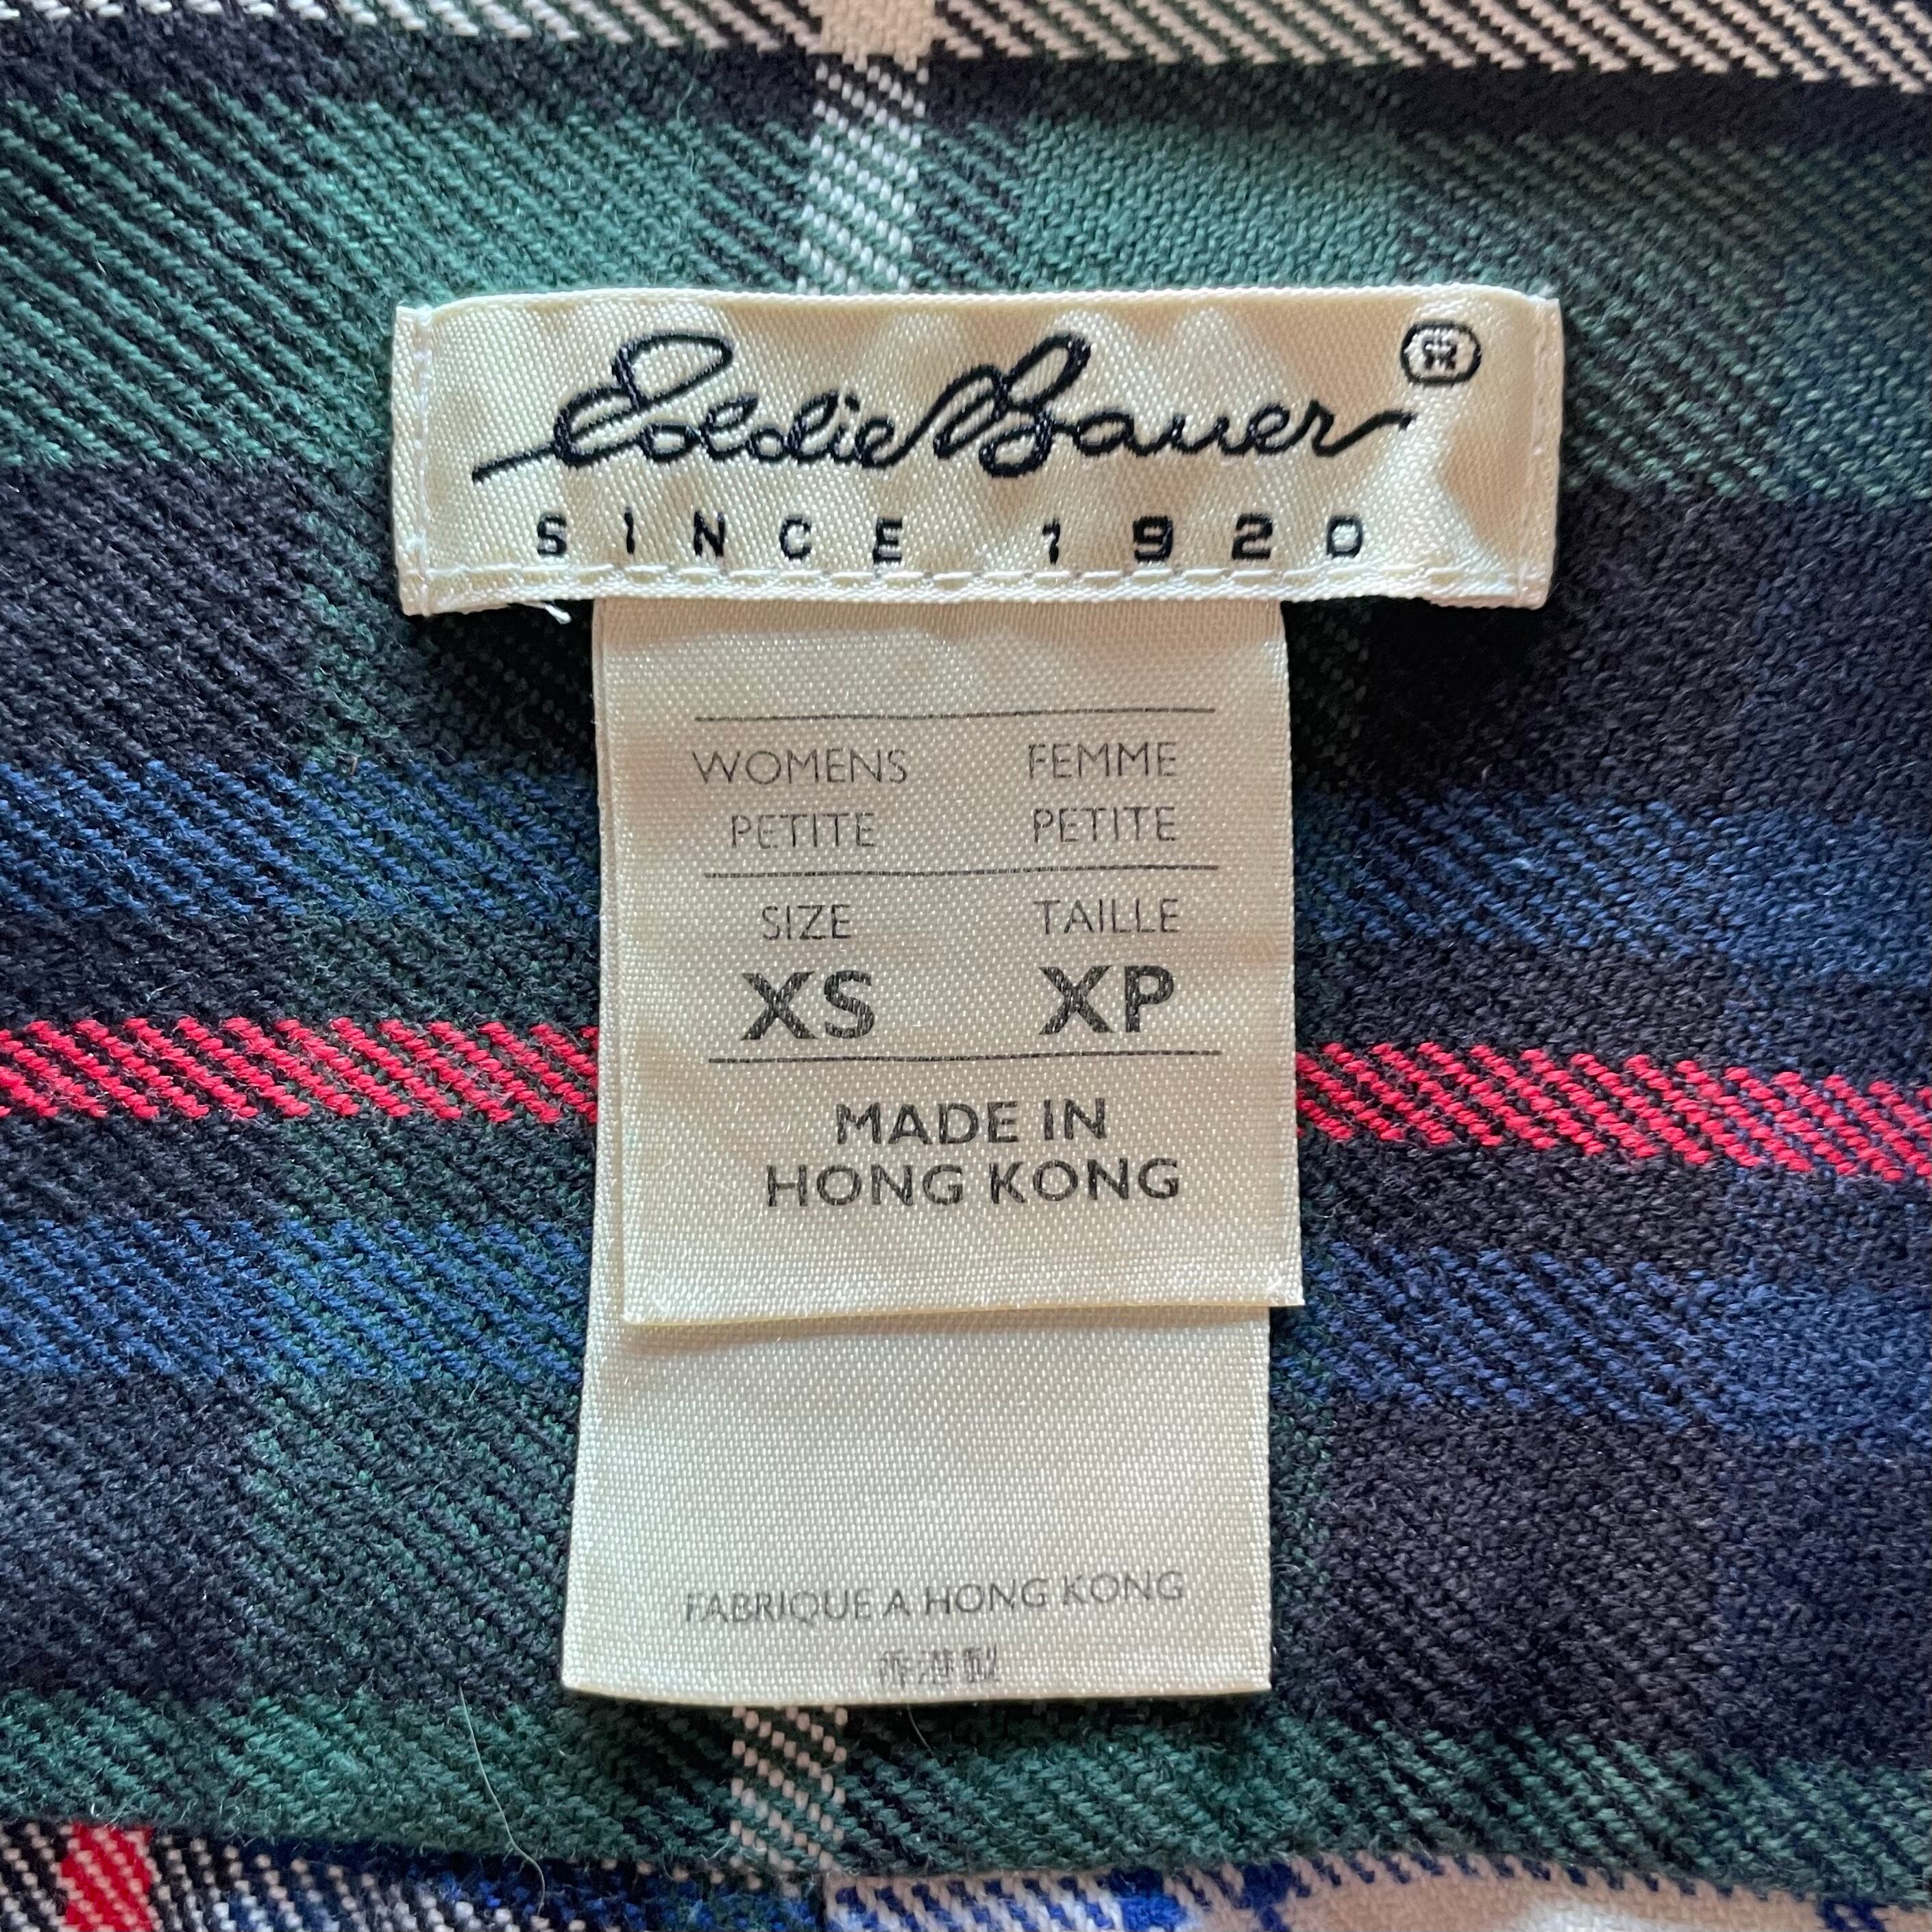 Eddie Bauer ®
SINCE 1920
WOMENS FEMME
PETITE PETITE
SIZE TAILLE
XS XP
MADE IN
HONG KONG
FABRIQUE A HONG KONG
香港製